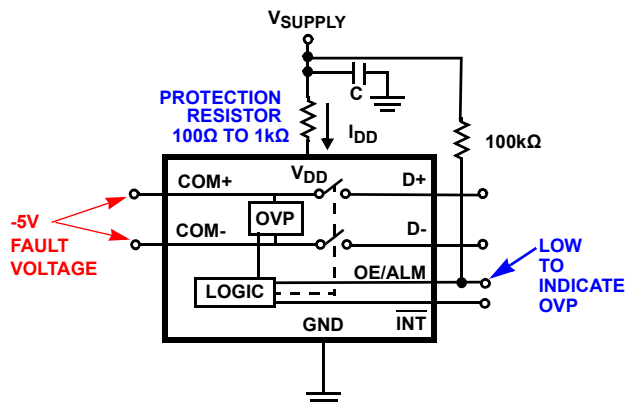 VSUPPLY
C
PROTECTION
RESISTOR
100Ω TO 1kΩ
IDD
100kΩ
VDD
COM+
D+
OVP
-5V
FAULT
VOLTAGE
COM-
D-
LOW
TO
INDICATE
OVP
OE/ALM
LOGIC
GND
INT